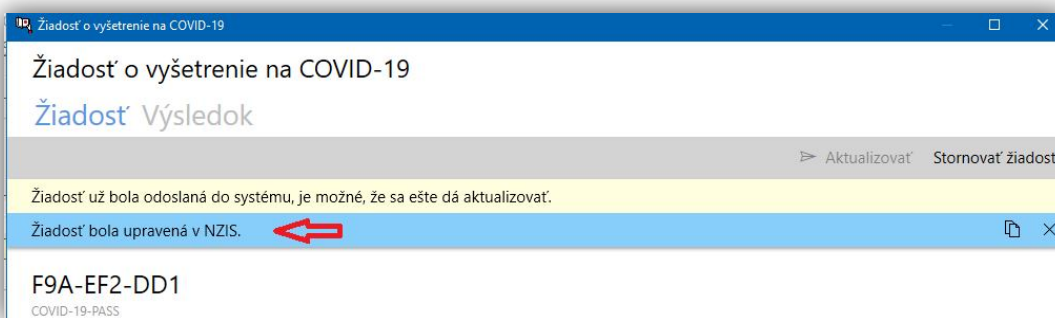 Žiadosť o vyšetrenie na COVID-19
Žiadosť o vyšetrenie na COVID-19
Žiadosť Výsledok
Aktualizovať Stornovať žiadosť
Žiadosť už bola odoslaná do systému, je možné, že sa ešte dá aktualizovať.
Žiadosť bola upravená v NZIS.
F9A-EF2-DD1
COVID-19-PASS